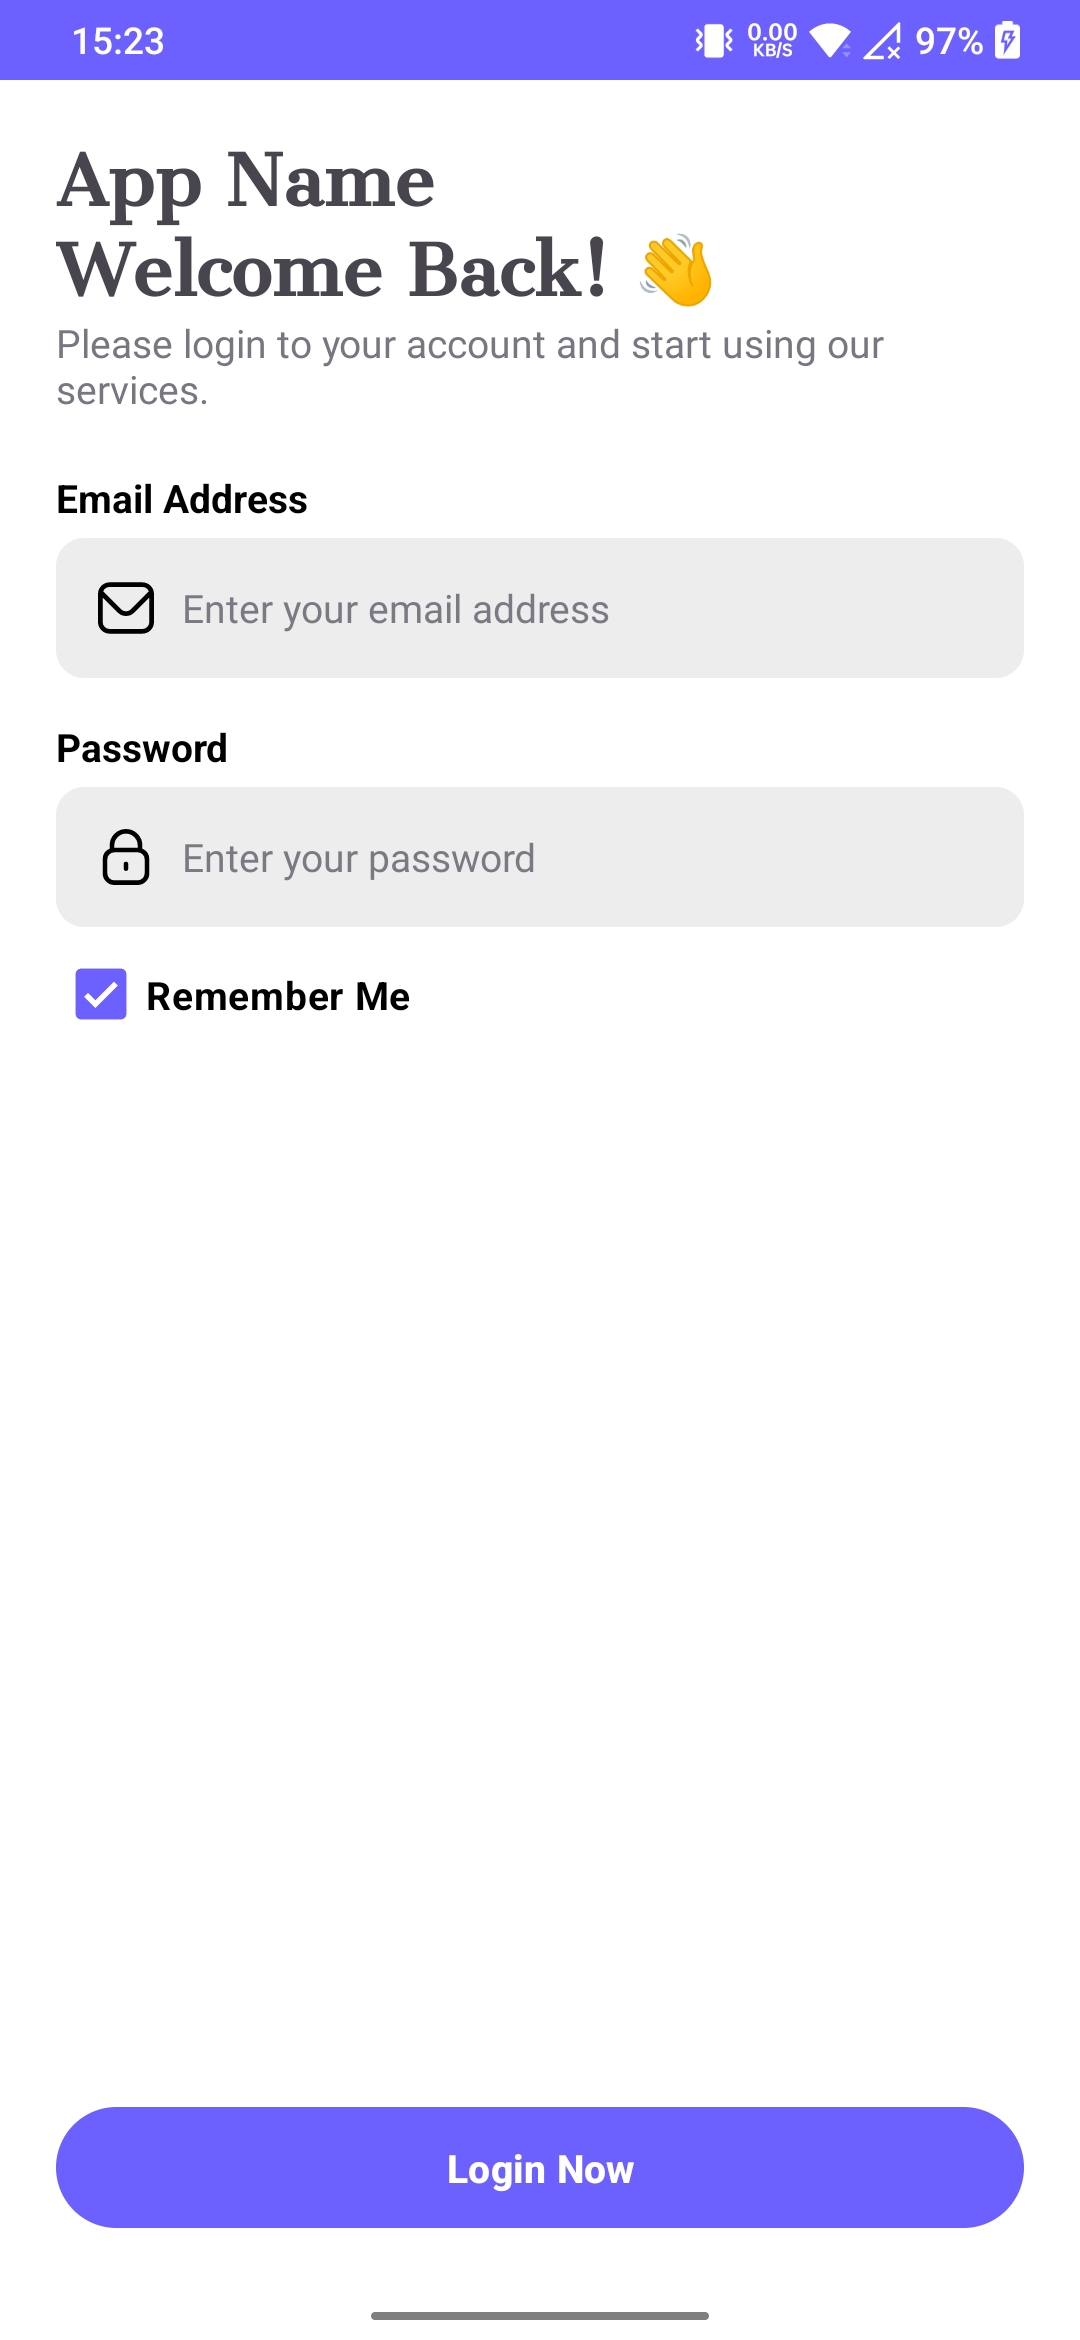 15:23
0.00
KB/S
97%
App Name
Welcome Back! 👋
Please login to your account and start using our
services.
Email Address
Enter your email address
Password
Enter your password
Remember Me
Login Now